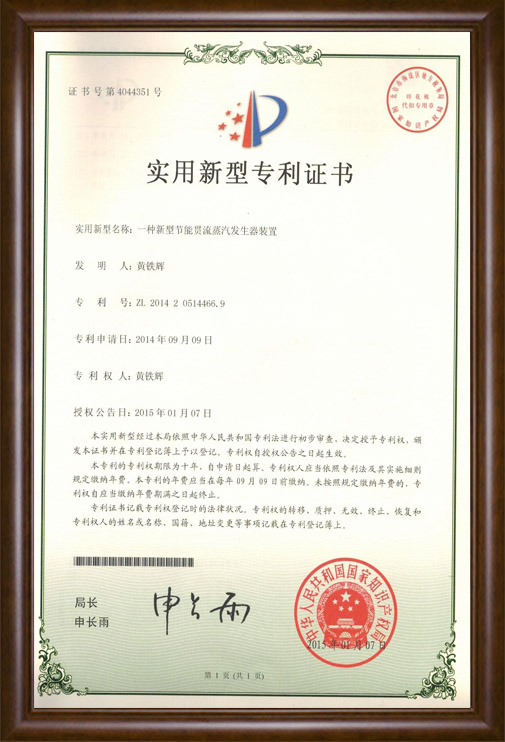 证书号第4044351号
印花税
代扣专用章
实用新型专利证书
实用新型名称：一种新型节能贯流蒸汽发生器装置
发 明 人：黄铁辉
专 利 号：ZL 2014 2 0514466.9
专利申请日：2014年09月09日
专 利 权 人：黄铁辉
授权公告日：2015年01月07日
本实用新型经过本局依照中华人民共和国专利法进行初步审查，决定授予专利权，颁
发本证书并在专利登记簿上予以登记。专利权自授权公告之日起生效。
本专利的专利权期限为十年，自申请日起算。专利权人应当依照专利法及其实施细则
规定缴纳年费。本专利的年费应当在每年09月09日前缴纳。未按照规定缴纳年费的，专
利权自应当缴纳年费期满之日起终止。
专利证书记载专利权登记时的法律状况。专利权的转移、质押、无效、终止、恢复和
专利权人的姓名或名称、国籍、地址变更等事项记载在专利登记簿上。
局长
申长雨
申长雨
中华人民共和国国家知识产权局
2015年01月07日
第1页（共1页）